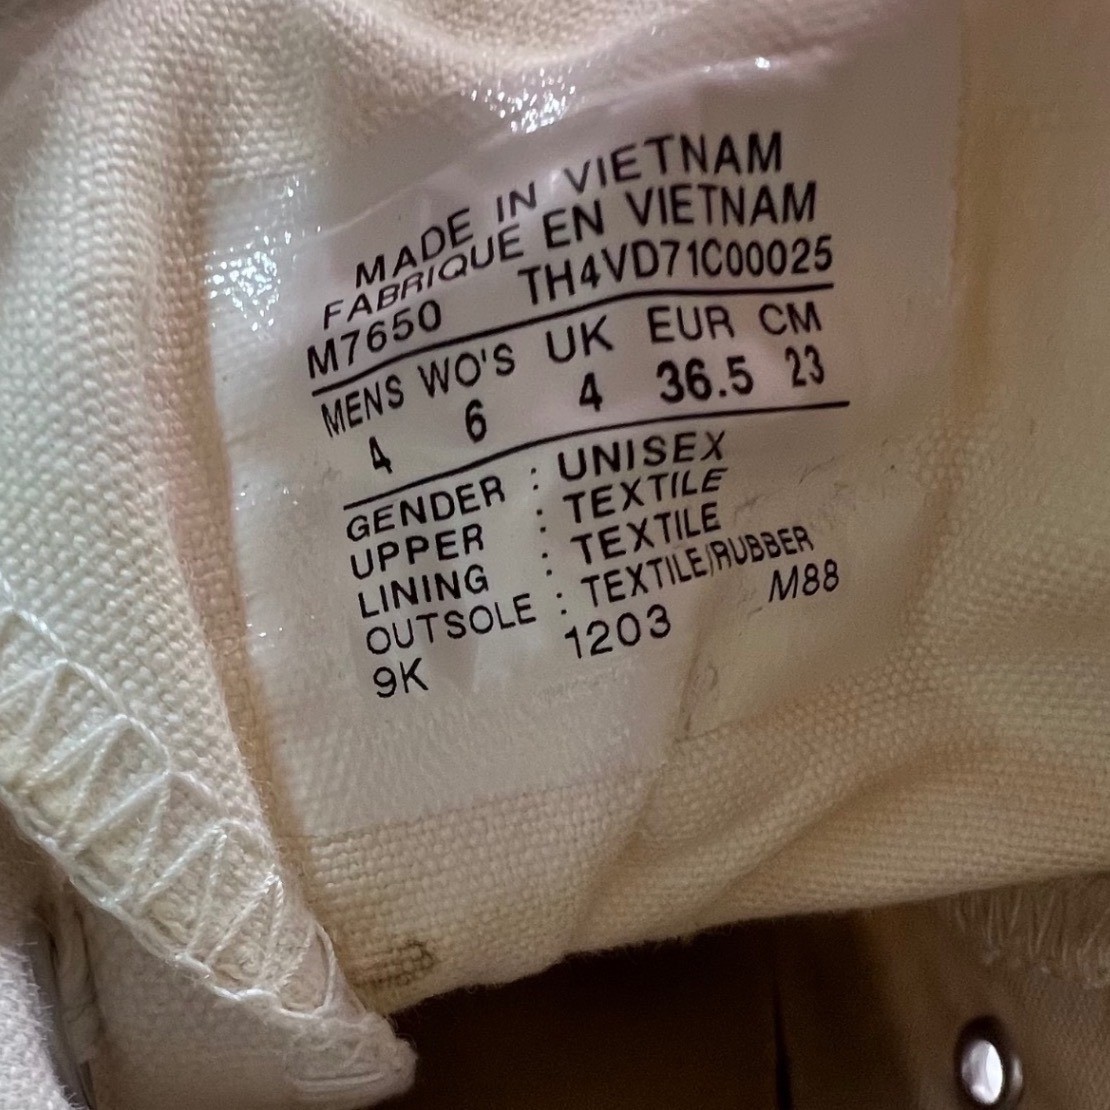 MADE IN VIETNAM
FABRIQUE EN VIETNAM
M7650 TH4VD71C00025
MENS WO'S UK EUR CM
4 6 4 36.5 23
GENDER : UNISEX
UPPER : TEXTILE
LINING : TEXTILE
OUTSOLE : TEXTILE/RUBBER
9K 1203 M88